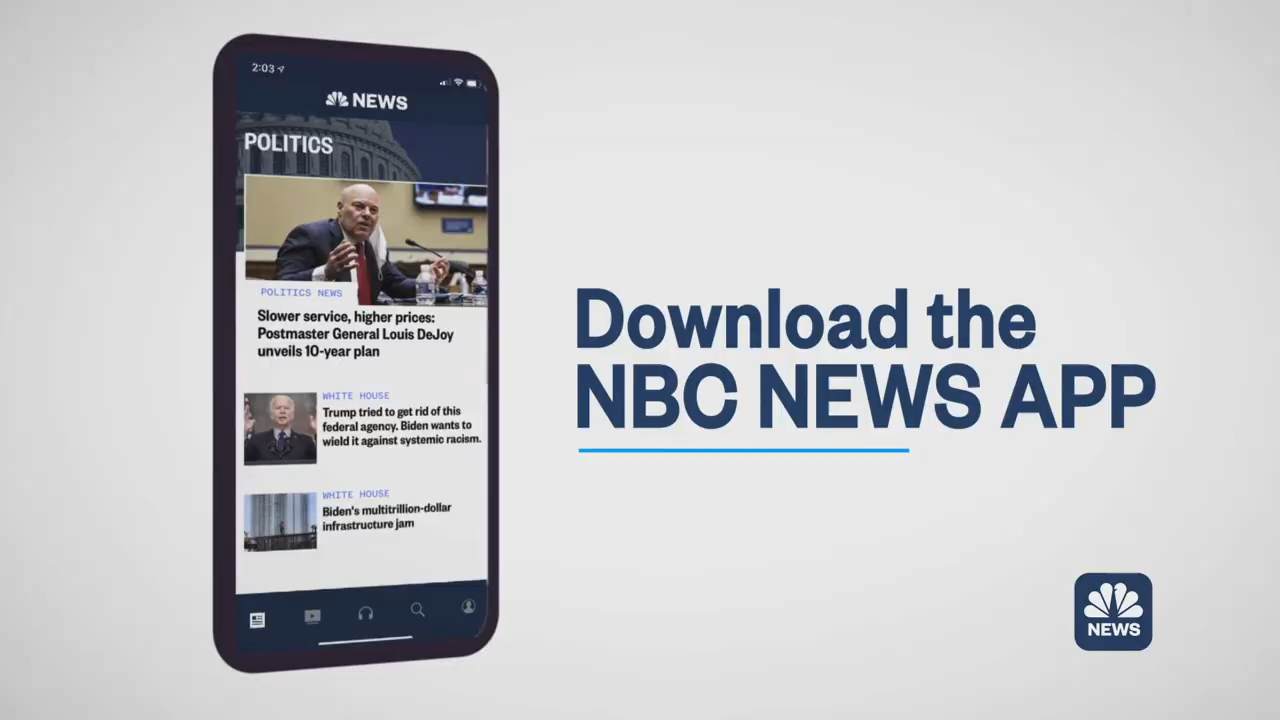 2:03
NEWS
POLITICS
POLITICS NEWS
Slower service, higher prices:
Postmaster General Louis DeJoy
unveils 10-year plan
WHITE HOUSE
Trump tried to get rid of this
federal agency. Biden wants to
wield it against systemic racism.
WHITE HOUSE
Biden's multitrillion-dollar
infrastructure jam
Download the
NBC NEWS APP
NEWS